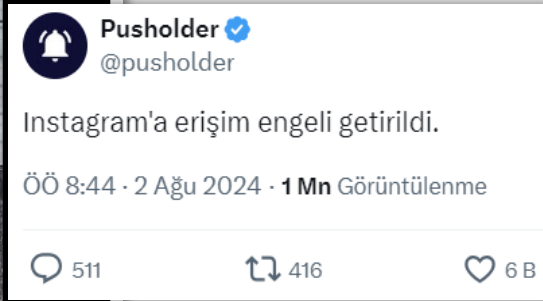 Pusholder
@pusholder
Instagram'a erişim engeli getirildi.
ÖÖ 8:44 · 2 Ağu 2024 · 1 Mn Görüntülenme
511 416 6 B